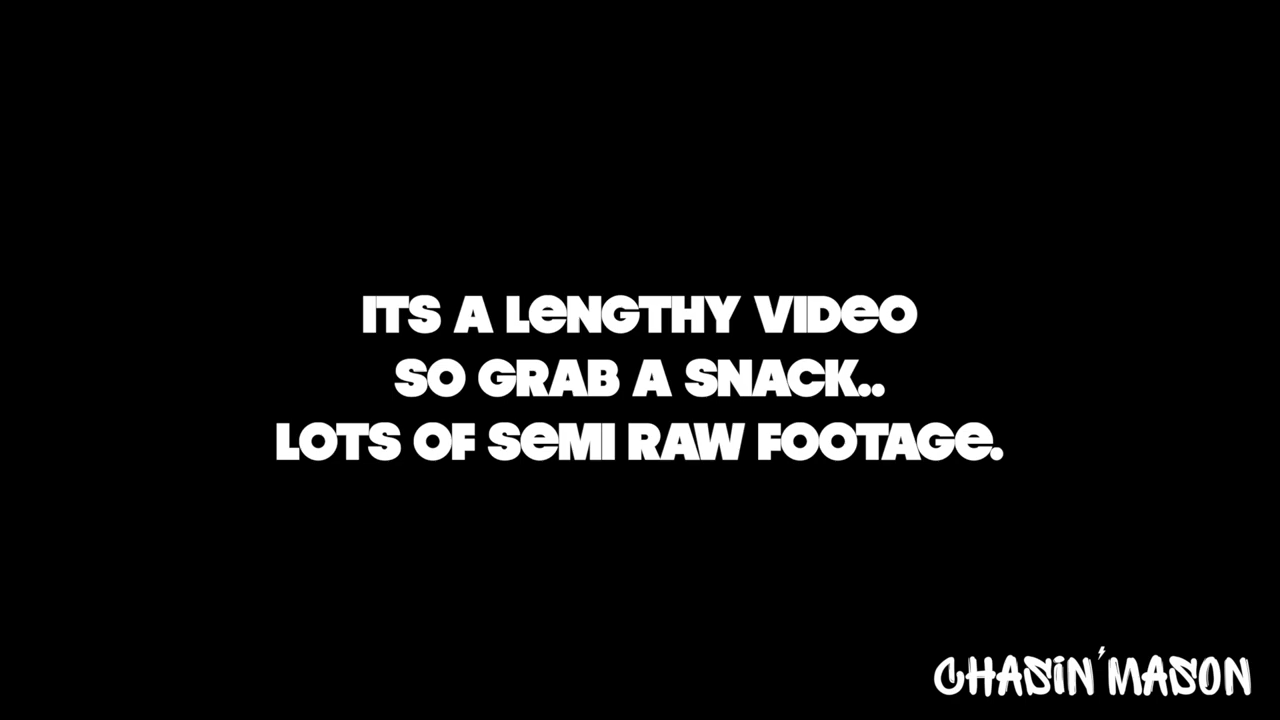 ITS A LENGTHY VIDEO
SO GRAB A SNACK..
LOTS OF SEMI RAW FOOTAGE.
CHASIN'MASON